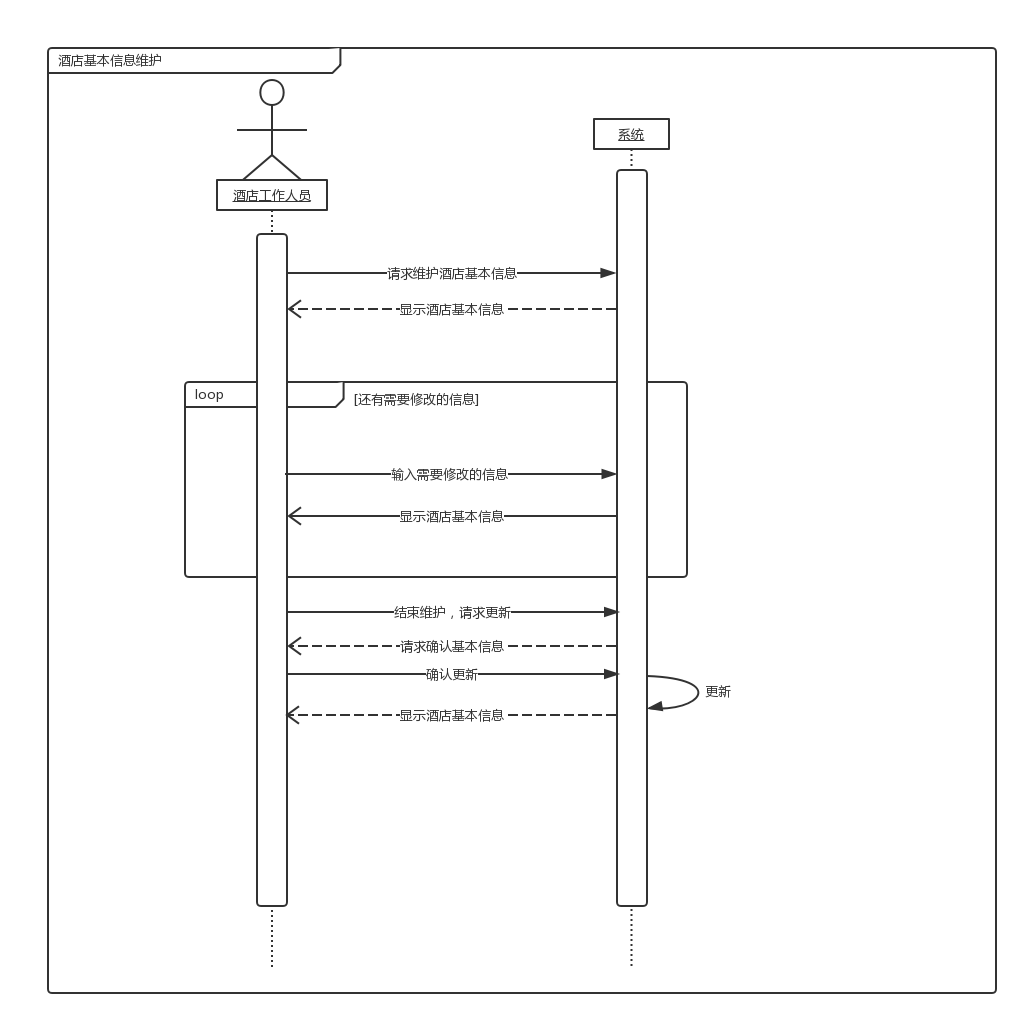 酒店基本信息维护
系统
酒店工作人员
请求维护酒店基本信息
显示酒店基本信息
loop
[还有需要修改的信息]
输入需要修改的信息
显示酒店基本信息
结束维护，请求更新
请求确认基本信息
确认更新
更新
显示酒店基本信息